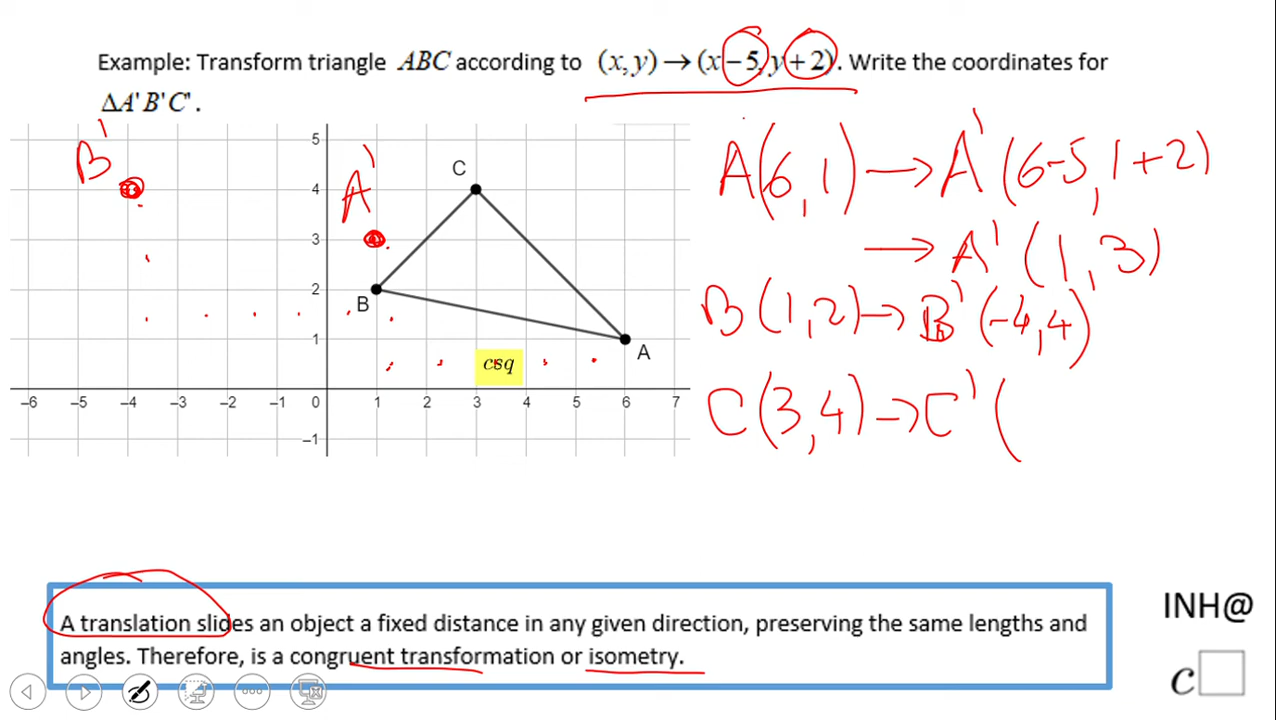 Example: Transform triangle ABC according to (x, y) → (x − 5, y + 2). Write the coordinates for
ΔA'B'C'.
B'
A'
C
B
A
5
4
3
2
1
−1
−6 −5 −4 −3 −2 −1 0 1 2 3 4 5 6 7
csq
A(6,1) → A'(6-5,1+2)
→ A'(1,3)
B(1,2) → B'(-4,4)
C(3,4) → C'(
A translation slides an object a fixed distance in any given direction, preserving the same lengths and
angles. Therefore, is a congruent transformation or isometry.
INH@
c